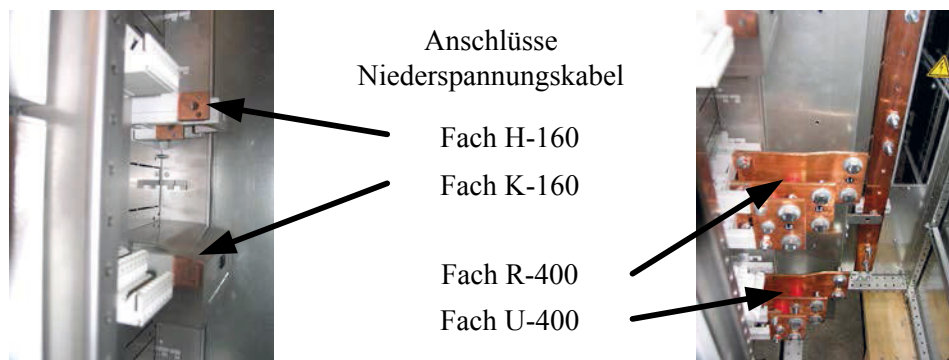 Anschlüsse
Niederspannungskabel
Fach H-160
Fach K-160
Fach R-400
Fach U-400